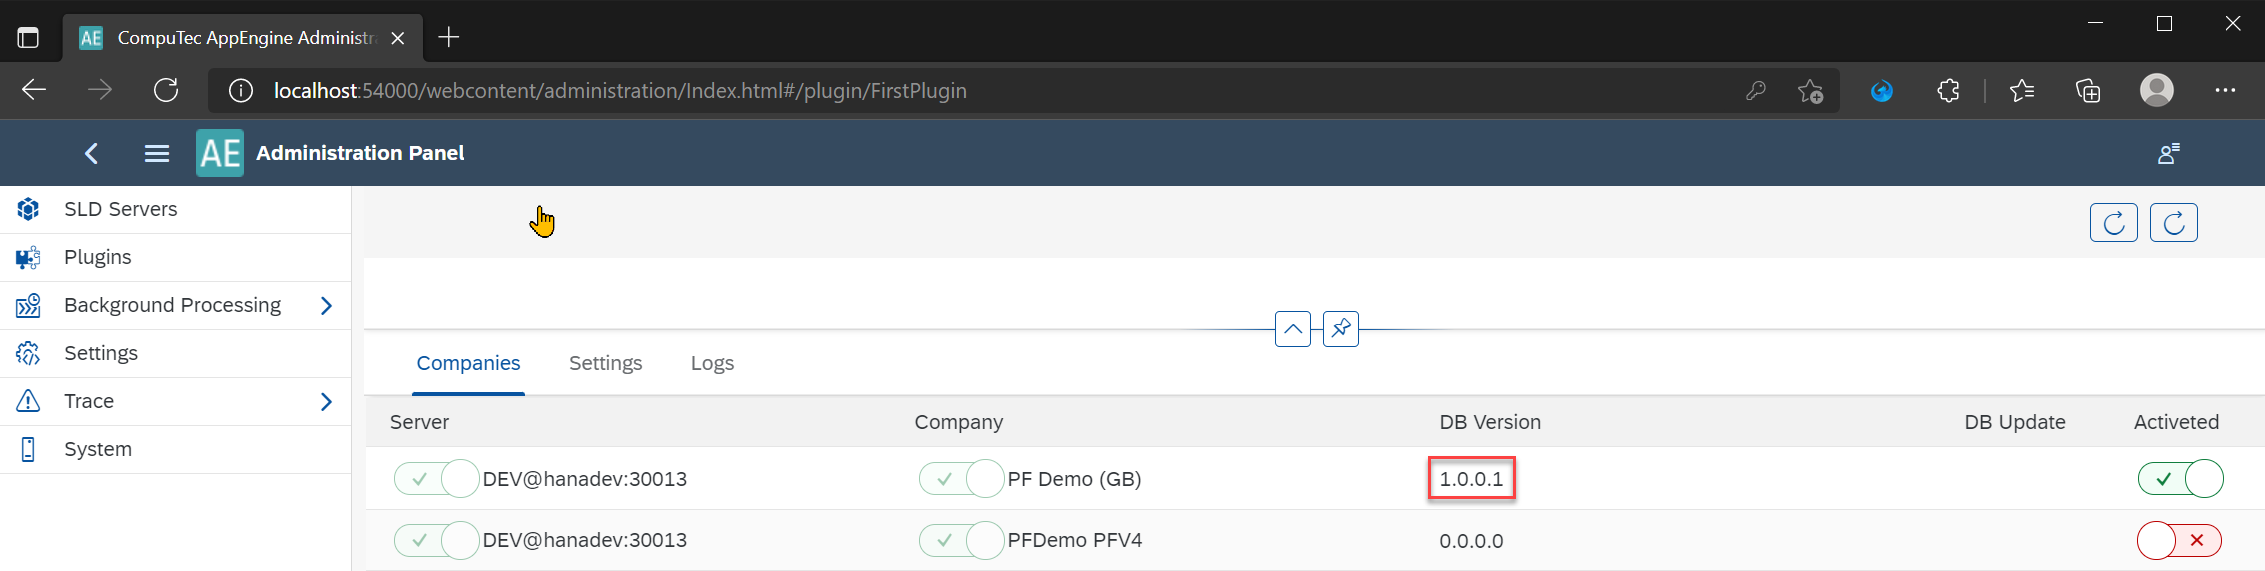 AE CompuTec AppEngine Administr
localhost:54000/webcontent/administration/Index.html#/plugin/FirstPlugin
AE Administration Panel
SLD Servers
Plugins
Background Processing
Settings
Trace
System
Companies Settings Logs
Server Company DB Version DB Update Activeted
DEV@hanadev:30013 PF Demo (GB) 1.0.0.1
DEV@hanadev:30013 PFDemo PFV4 0.0.0.0